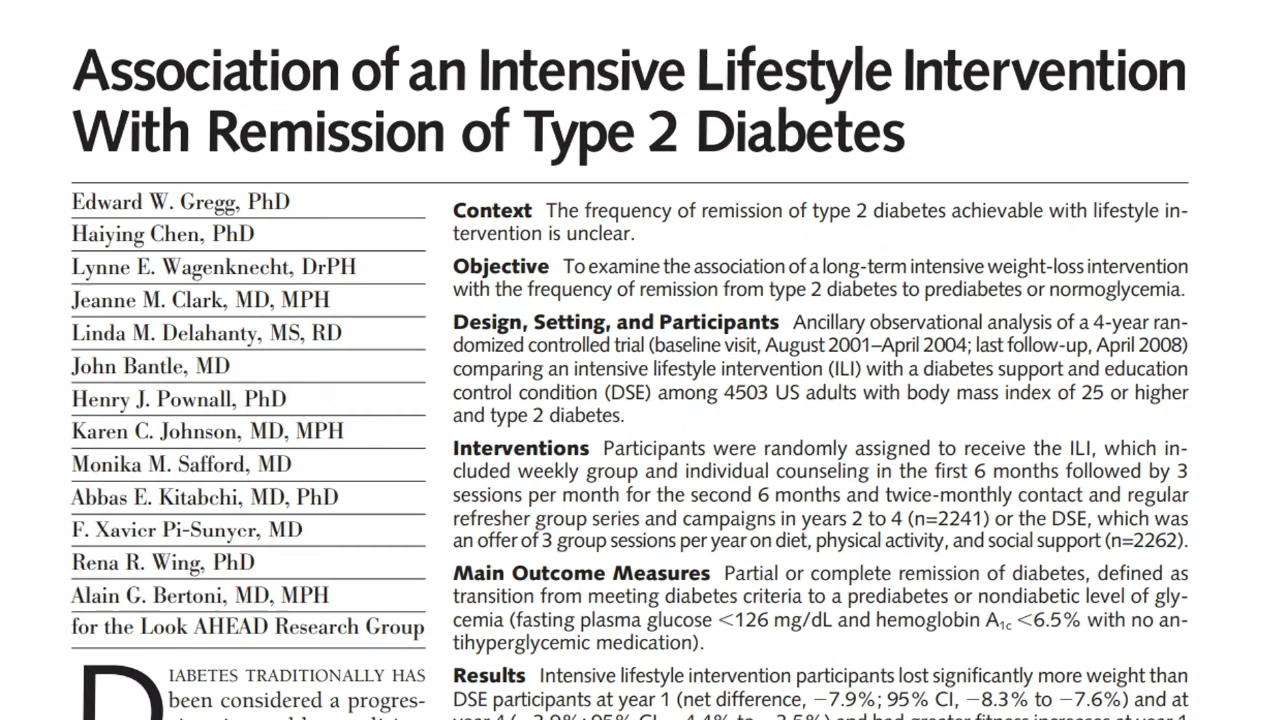 Association of an Intensive Lifestyle Intervention
With Remission of Type 2 Diabetes
Edward W. Gregg, PhD
Haiying Chen, PhD
Lynne E. Wagenknecht, DrPH
Jeanne M. Clark, MD, MPH
Linda M. Delahanty, MS, RD
John Bantle, MD
Henry J. Pownall, PhD
Karen C. Johnson, MD, MPH
Monika M. Safford, MD
Abbas E. Kitabchi, MD, PhD
F. Xavier Pi-Sunyer, MD
Rena R. Wing, PhD
Alain G. Bertoni, MD, MPH
for the Look AHEAD Research Group
DIABETES TRADITIONALLY HAS
been considered a progres-
Context The frequency of remission of type 2 diabetes achievable with lifestyle in-
tervention is unclear.
Objective To examine the association of a long-term intensive weight-loss intervention
with the frequency of remission from type 2 diabetes to prediabetes or normoglycemia.
Design, Setting, and Participants Ancillary observational analysis of a 4-year ran-
domized controlled trial (baseline visit, August 2001–April 2004; last follow-up, April 2008)
comparing an intensive lifestyle intervention (ILI) with a diabetes support and education
control condition (DSE) among 4503 US adults with body mass index of 25 or higher
and type 2 diabetes.
Interventions Participants were randomly assigned to receive the ILI, which in-
cluded weekly group and individual counseling in the first 6 months followed by 3
sessions per month for the second 6 months and twice-monthly contact and regular
refresher group series and campaigns in years 2 to 4 (n=2241) or the DSE, which was
an offer of 3 group sessions per year on diet, physical activity, and social support (n=2262).
Main Outcome Measures Partial or complete remission of diabetes, defined as
transition from meeting diabetes criteria to a prediabetes or nondiabetic level of gly-
cemia (fasting plasma glucose <126 mg/dL and hemoglobin A1c <6.5% with no an-
tihyperglycemic medication).
Results Intensive lifestyle intervention participants lost significantly more weight than
DSE participants at year 1 (net difference, −7.9%; 95% CI, −8.3% to −7.6%) and at